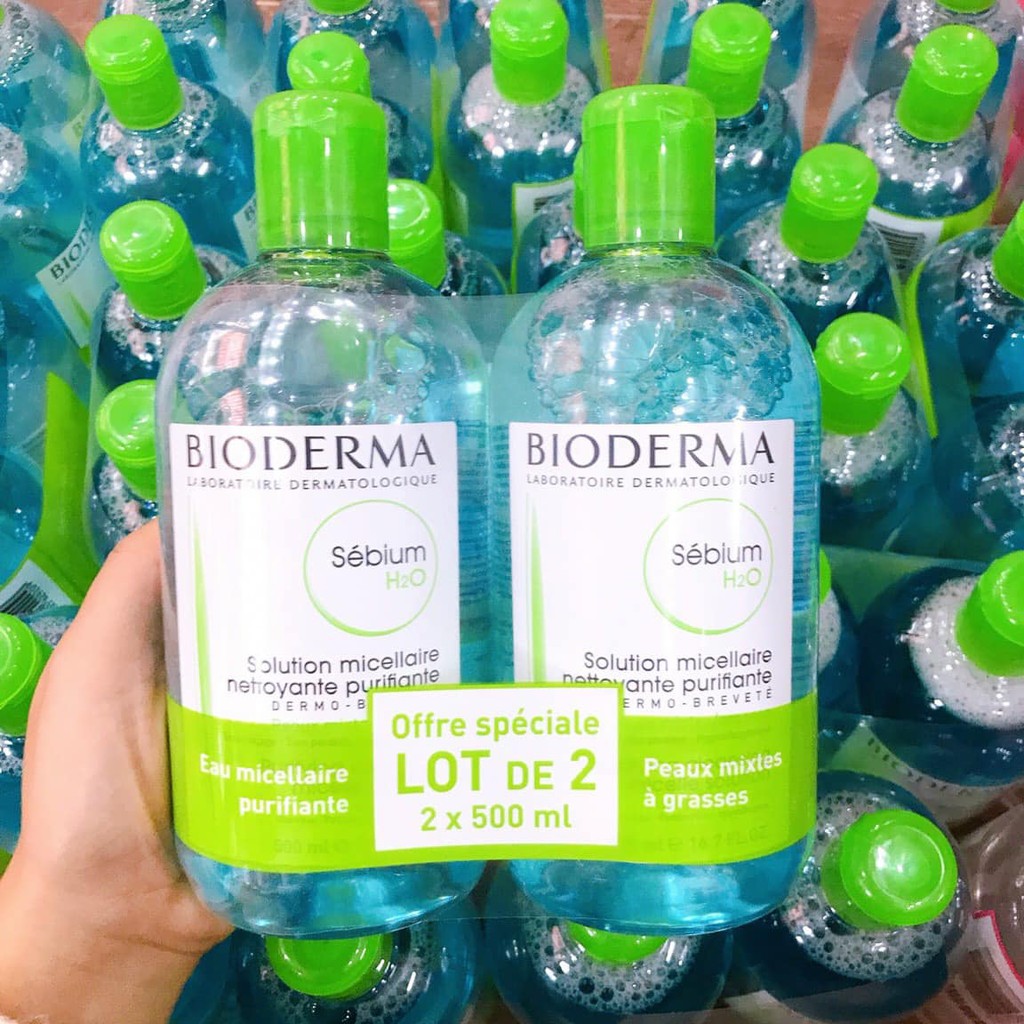 BIODERMA
LABORATOIRE DERMATOLOGIQUE
Sébium
H2O
Solution micellaire
nettoyante purifiante
DERMO-B
BIODERMA
LABORATOIRE DERMATOLOGIQUE
Sébium
H2O
Solution micellaire
nettoyante purifiante
ERMO-BREVETÉ
Eau micellaire
purifiante
Offre spéciale
LOT DE 2
2 x 500 ml
Peaux mixtes
à grasses